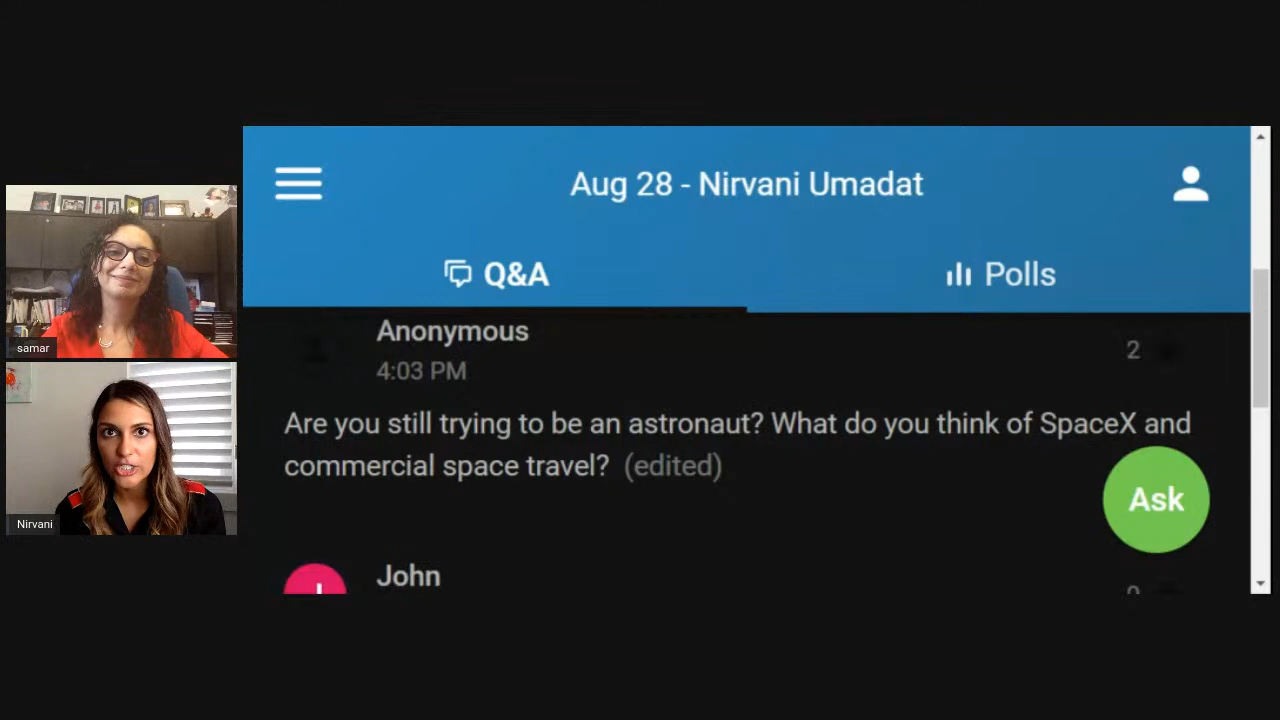 samar
Nirvani
Aug 28 - Nirvani Umadat
Q&A
Polls
Anonymous
4:03 PM
2
Are you still trying to be an astronaut? What do you think of SpaceX and
commercial space travel? (edited)
Ask
John